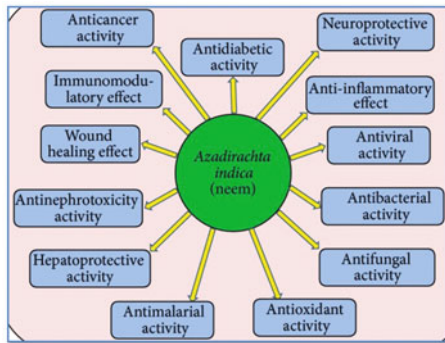 Anticancer
activity
Antidiabetic
activity
Neuroprotective
activity
Immunomodu-
latory effect
Anti-inflammatory
effect
Wound
healing effect
Azadirachta
indica
(neem)
Antiviral
activity
Antinephrotoxicity
activity
Antibacterial
activity
Hepatoprotective
activity
Antifungal
activity
Antimalarial
activity
Antioxidant
activity